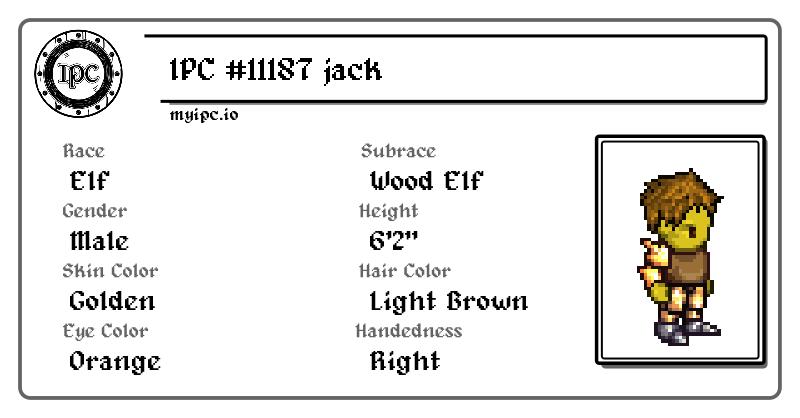 IPC
IPC #11187 jack
myipc.io
Race
Elf
Subrace
Wood Elf
Gender
Male
Height
6'2"
Skin Color
Golden
Hair Color
Light Brown
Eye Color
Orange
Handedness
Right